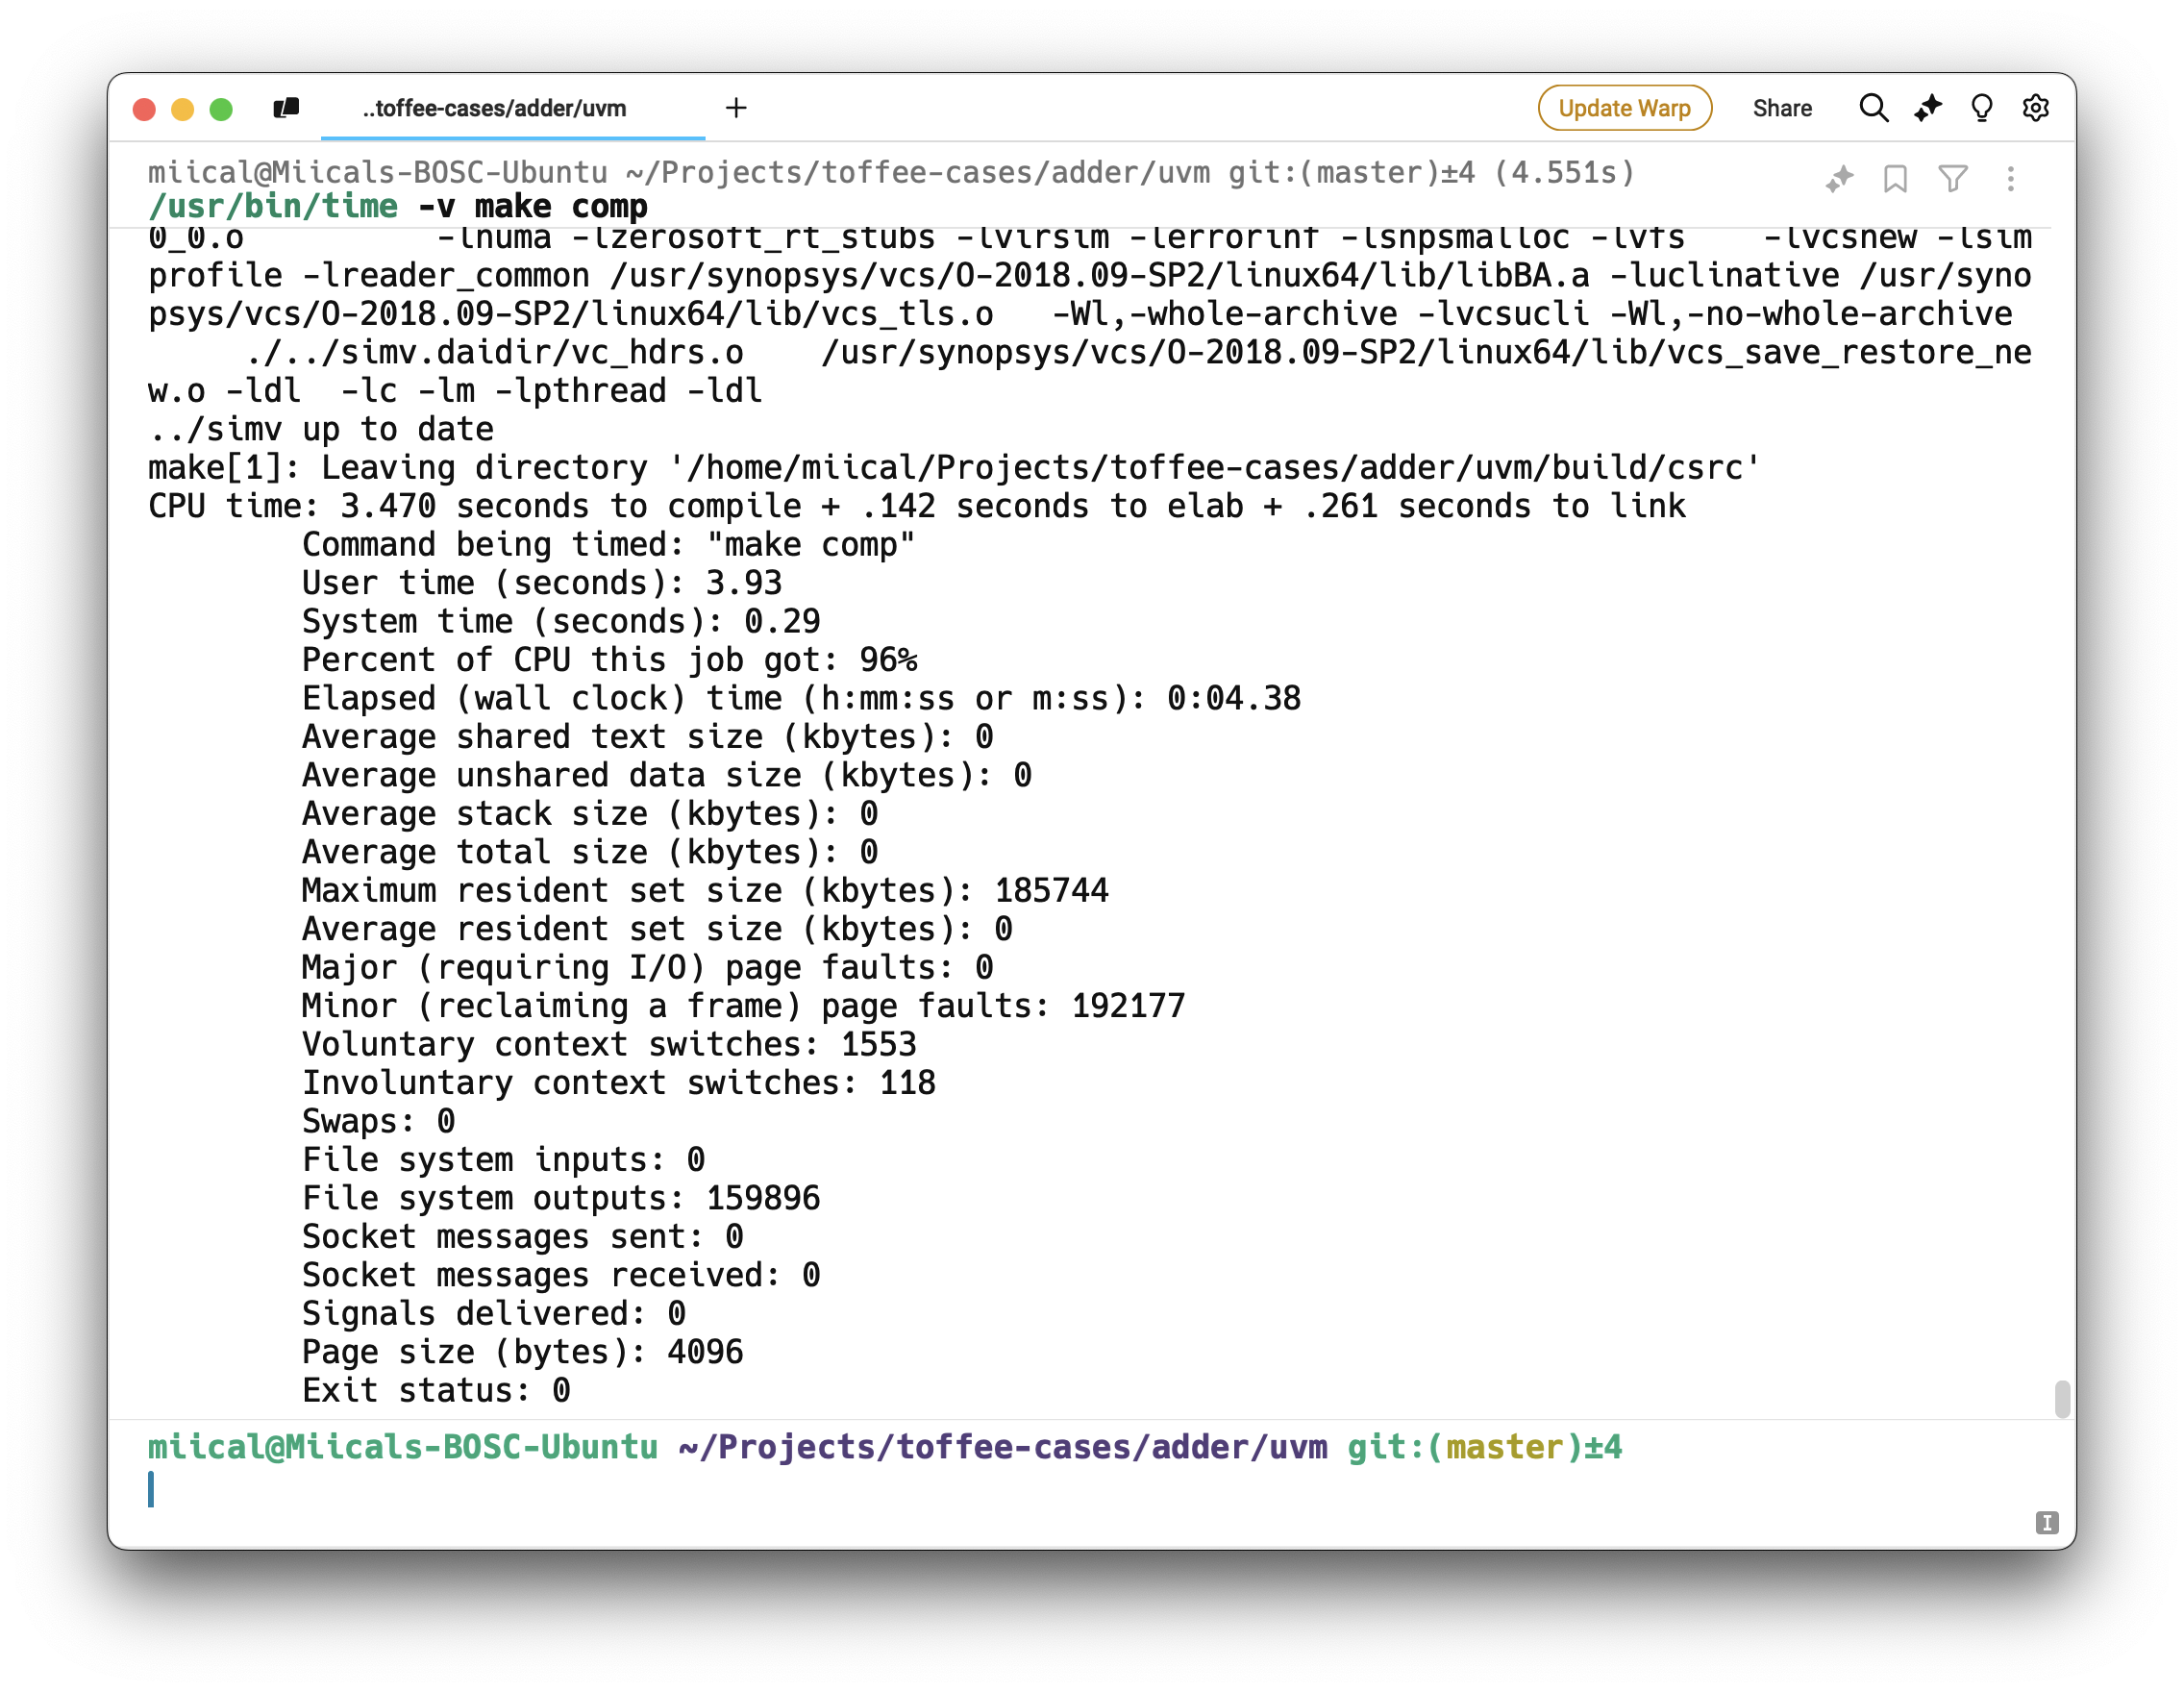 ..toffee-cases/adder/uvm
Update Warp
Share
miical@Miicals-BOSC-Ubuntu ~/Projects/toffee-cases/adder/uvm git:(master)±4 (4.551s)
/usr/bin/time -v make comp
0_0.o          -lnuma -lzerosoft_rt_stubs -lvirsim -lerrorinf -lsnpsmalloc -lvfs    -lvcsnew -lsim
profile -lreader_common /usr/synopsys/vcs/O-2018.09-SP2/linux64/lib/libBA.a -luclinative /usr/syno
psys/vcs/O-2018.09-SP2/linux64/lib/vcs_tls.o   -Wl,-whole-archive -lvcsucli -Wl,-no-whole-archive
     ./../simv.daidir/vc_hdrs.o    /usr/synopsys/vcs/O-2018.09-SP2/linux64/lib/vcs_save_restore_ne
w.o -ldl  -lc -lm -lpthread -ldl
../simv up to date
make[1]: Leaving directory '/home/miical/Projects/toffee-cases/adder/uvm/build/csrc'
CPU time: 3.470 seconds to compile + .142 seconds to elab + .261 seconds to link
        Command being timed: "make comp"
        User time (seconds): 3.93
        System time (seconds): 0.29
        Percent of CPU this job got: 96%
        Elapsed (wall clock) time (h:mm:ss or m:ss): 0:04.38
        Average shared text size (kbytes): 0
        Average unshared data size (kbytes): 0
        Average stack size (kbytes): 0
        Average total size (kbytes): 0
        Maximum resident set size (kbytes): 185744
        Average resident set size (kbytes): 0
        Major (requiring I/O) page faults: 0
        Minor (reclaiming a frame) page faults: 192177
        Voluntary context switches: 1553
        Involuntary context switches: 118
        Swaps: 0
        File system inputs: 0
        File system outputs: 159896
        Socket messages sent: 0
        Socket messages received: 0
        Signals delivered: 0
        Page size (bytes): 4096
        Exit status: 0
miical@Miicals-BOSC-Ubuntu ~/Projects/toffee-cases/adder/uvm git:(master)±4
I